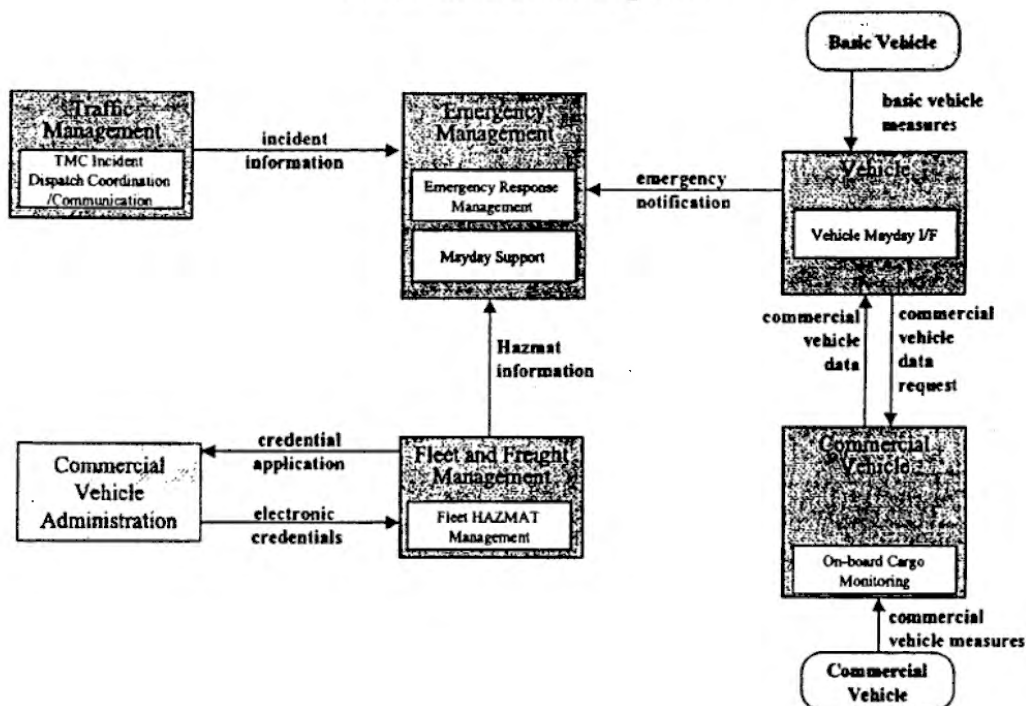 Basic Vehicle
basic vehicle
measures
Traffic
Management
TMC Incident
Dispatch Coordination
/Communication
incident
information
Emergency
Management
Emergency Response
Management
Mayday Support
emergency
notification
Vehicle
Vehicle Mayday I/F
commercial
vehicle
data
commercial
vehicle
data
request
Hazmat
information
Commercial
Vehicle
Administration
credential
application
electronic
credentials
Fleet and Freight
Management
Fleet HAZMAT
Management
Commercial
Vehicle
On-board Cargo
Monitoring
commercial
vehicle measures
Commercial
Vehicle